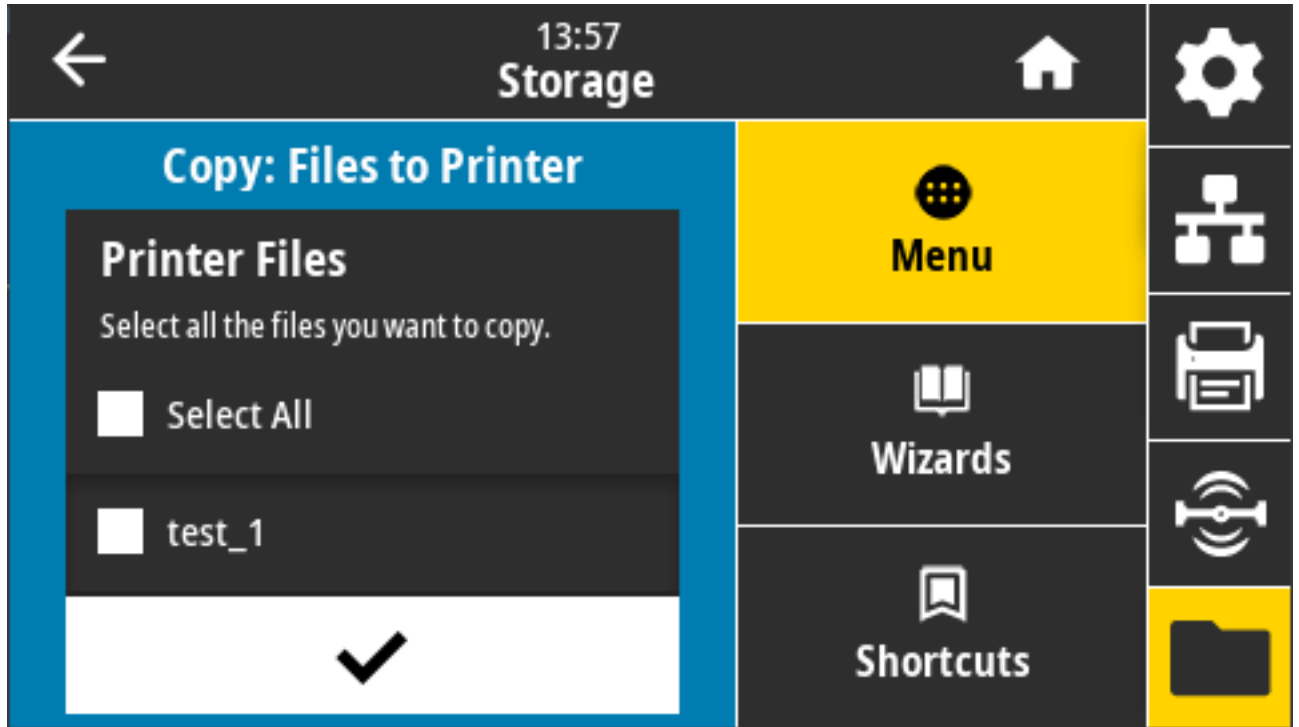 13:57
Storage
Copy: Files to Printer
Printer Files
Select all the files you want to copy.
Select All
test_1
Menu
Wizards
Shortcuts